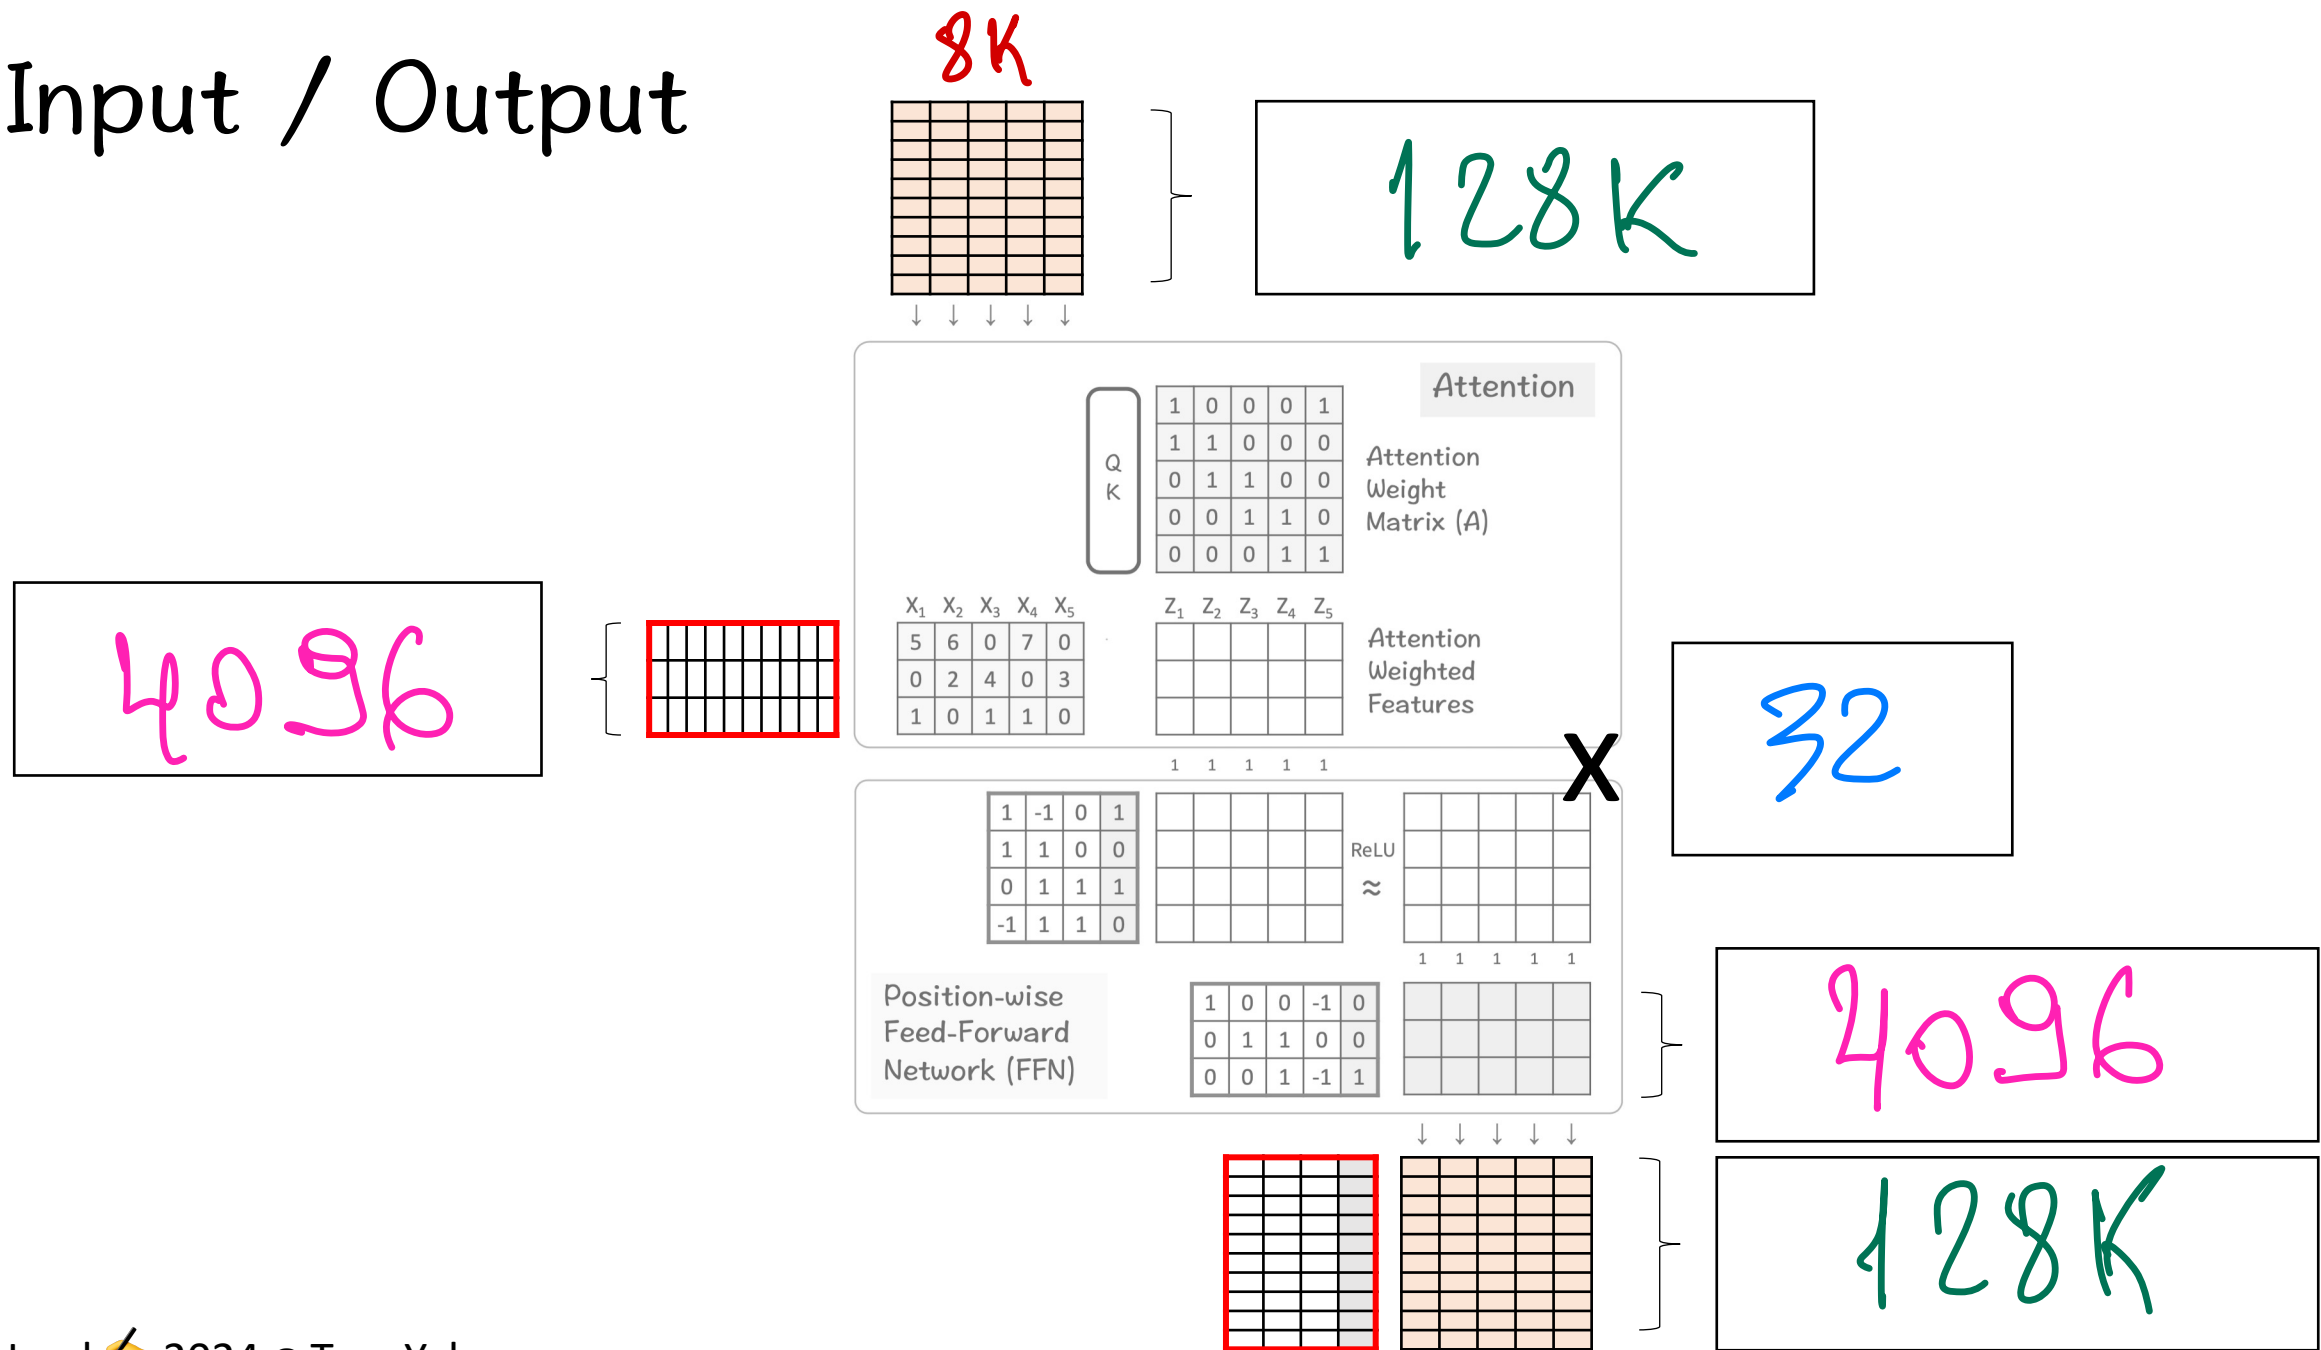 8K
Input / Output
128K
↓ ↓ ↓ ↓ ↓
Attention
1 0 0 0 1
1 1 0 0 0
0 1 1 0 0
0 0 1 1 0
0 0 0 1 1
Q
K
Attention
Weight
Matrix (A)
X₁ X₂ X₃ X₄ X₅
5 6 0 7 0
0 2 4 0 3
1 0 1 1 0
Z₁ Z₂ Z₃ Z₄ Z₅
Attention
Weighted
Features
4096
X
32
1 1 1 1 1
1 -1 0 1
1 1 0 0
0 1 1 1
-1 1 1 0
ReLU
≈
1 1 1 1 1
Position-wise
Feed-Forward
Network (FFN)
1 0 0 -1 0
0 1 1 0 0
0 0 1 -1 1
4096
↓ ↓ ↓ ↓ ↓
128K
2024